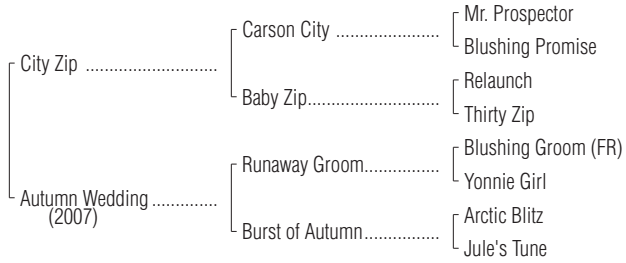 Mr. Prospector
Carson City ....................
Blushing Promise
City Zip .........................
Relaunch
Baby Zip.........................
Thirty Zip
Blushing Groom (FR)
Runaway Groom..............
Yonnie Girl
Autumn Wedding ............
(2007)
Arctic Blitz
Burst of Autumn..............
Jule's Tune